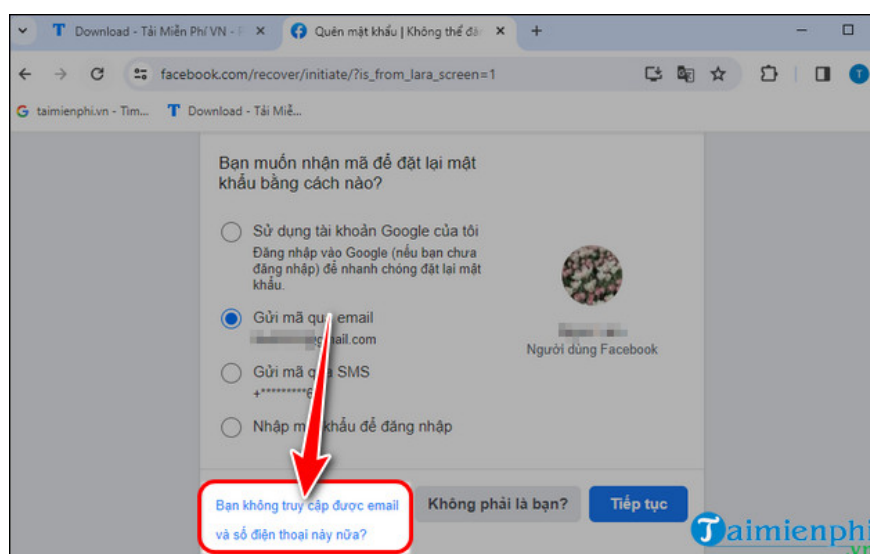 Download - Tải Miễn Phí VN - P
Quên mật khẩu | Không thể đă
facebook.com/recover/initiate/?is_from_lara_screen=1
taimienphi.vn - Tìm...
Download - Tải Miễ...
Bạn muốn nhận mã để đặt lại mật
khẩu bằng cách nào?
Sử dụng tài khoản Google của tôi
Đăng nhập vào Google (nếu bạn chưa
đăng nhập) để nhanh chóng đặt lại mật
khẩu.
Gửi mã qua email
gmail.com
Người dùng Facebook
Gửi mã qua SMS
+*********6
Nhập khẩu để đăng nhập
Bạn không truy cập được email
và số điện thoại này nữa?
Không phải là bạn?
Tiếp tục
Taimienphi
.vn